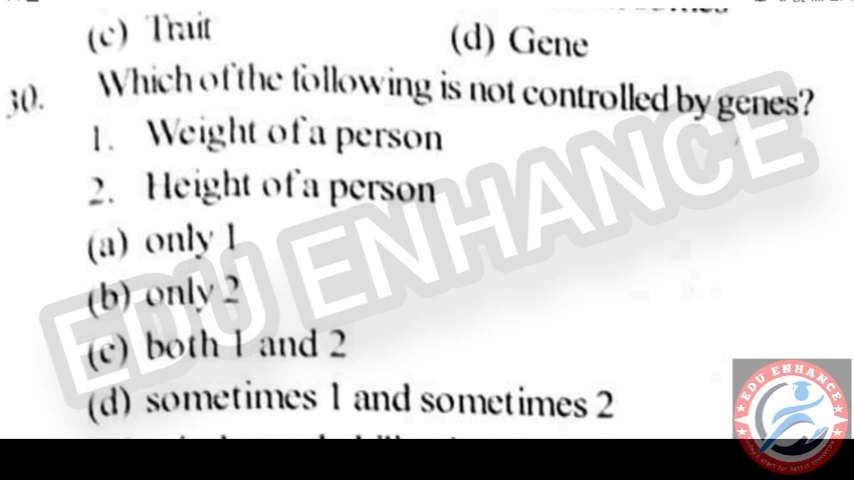 (c) Trait
(d) Gene
30. Which of the following is not controlled by genes?
1. Weight of a person
2. Height of a person
(a) only 1
(b) only 2
(c) both 1 and 2
(d) sometimes 1 and sometimes 2
EDU ENHANCE
EDU ENHANCE